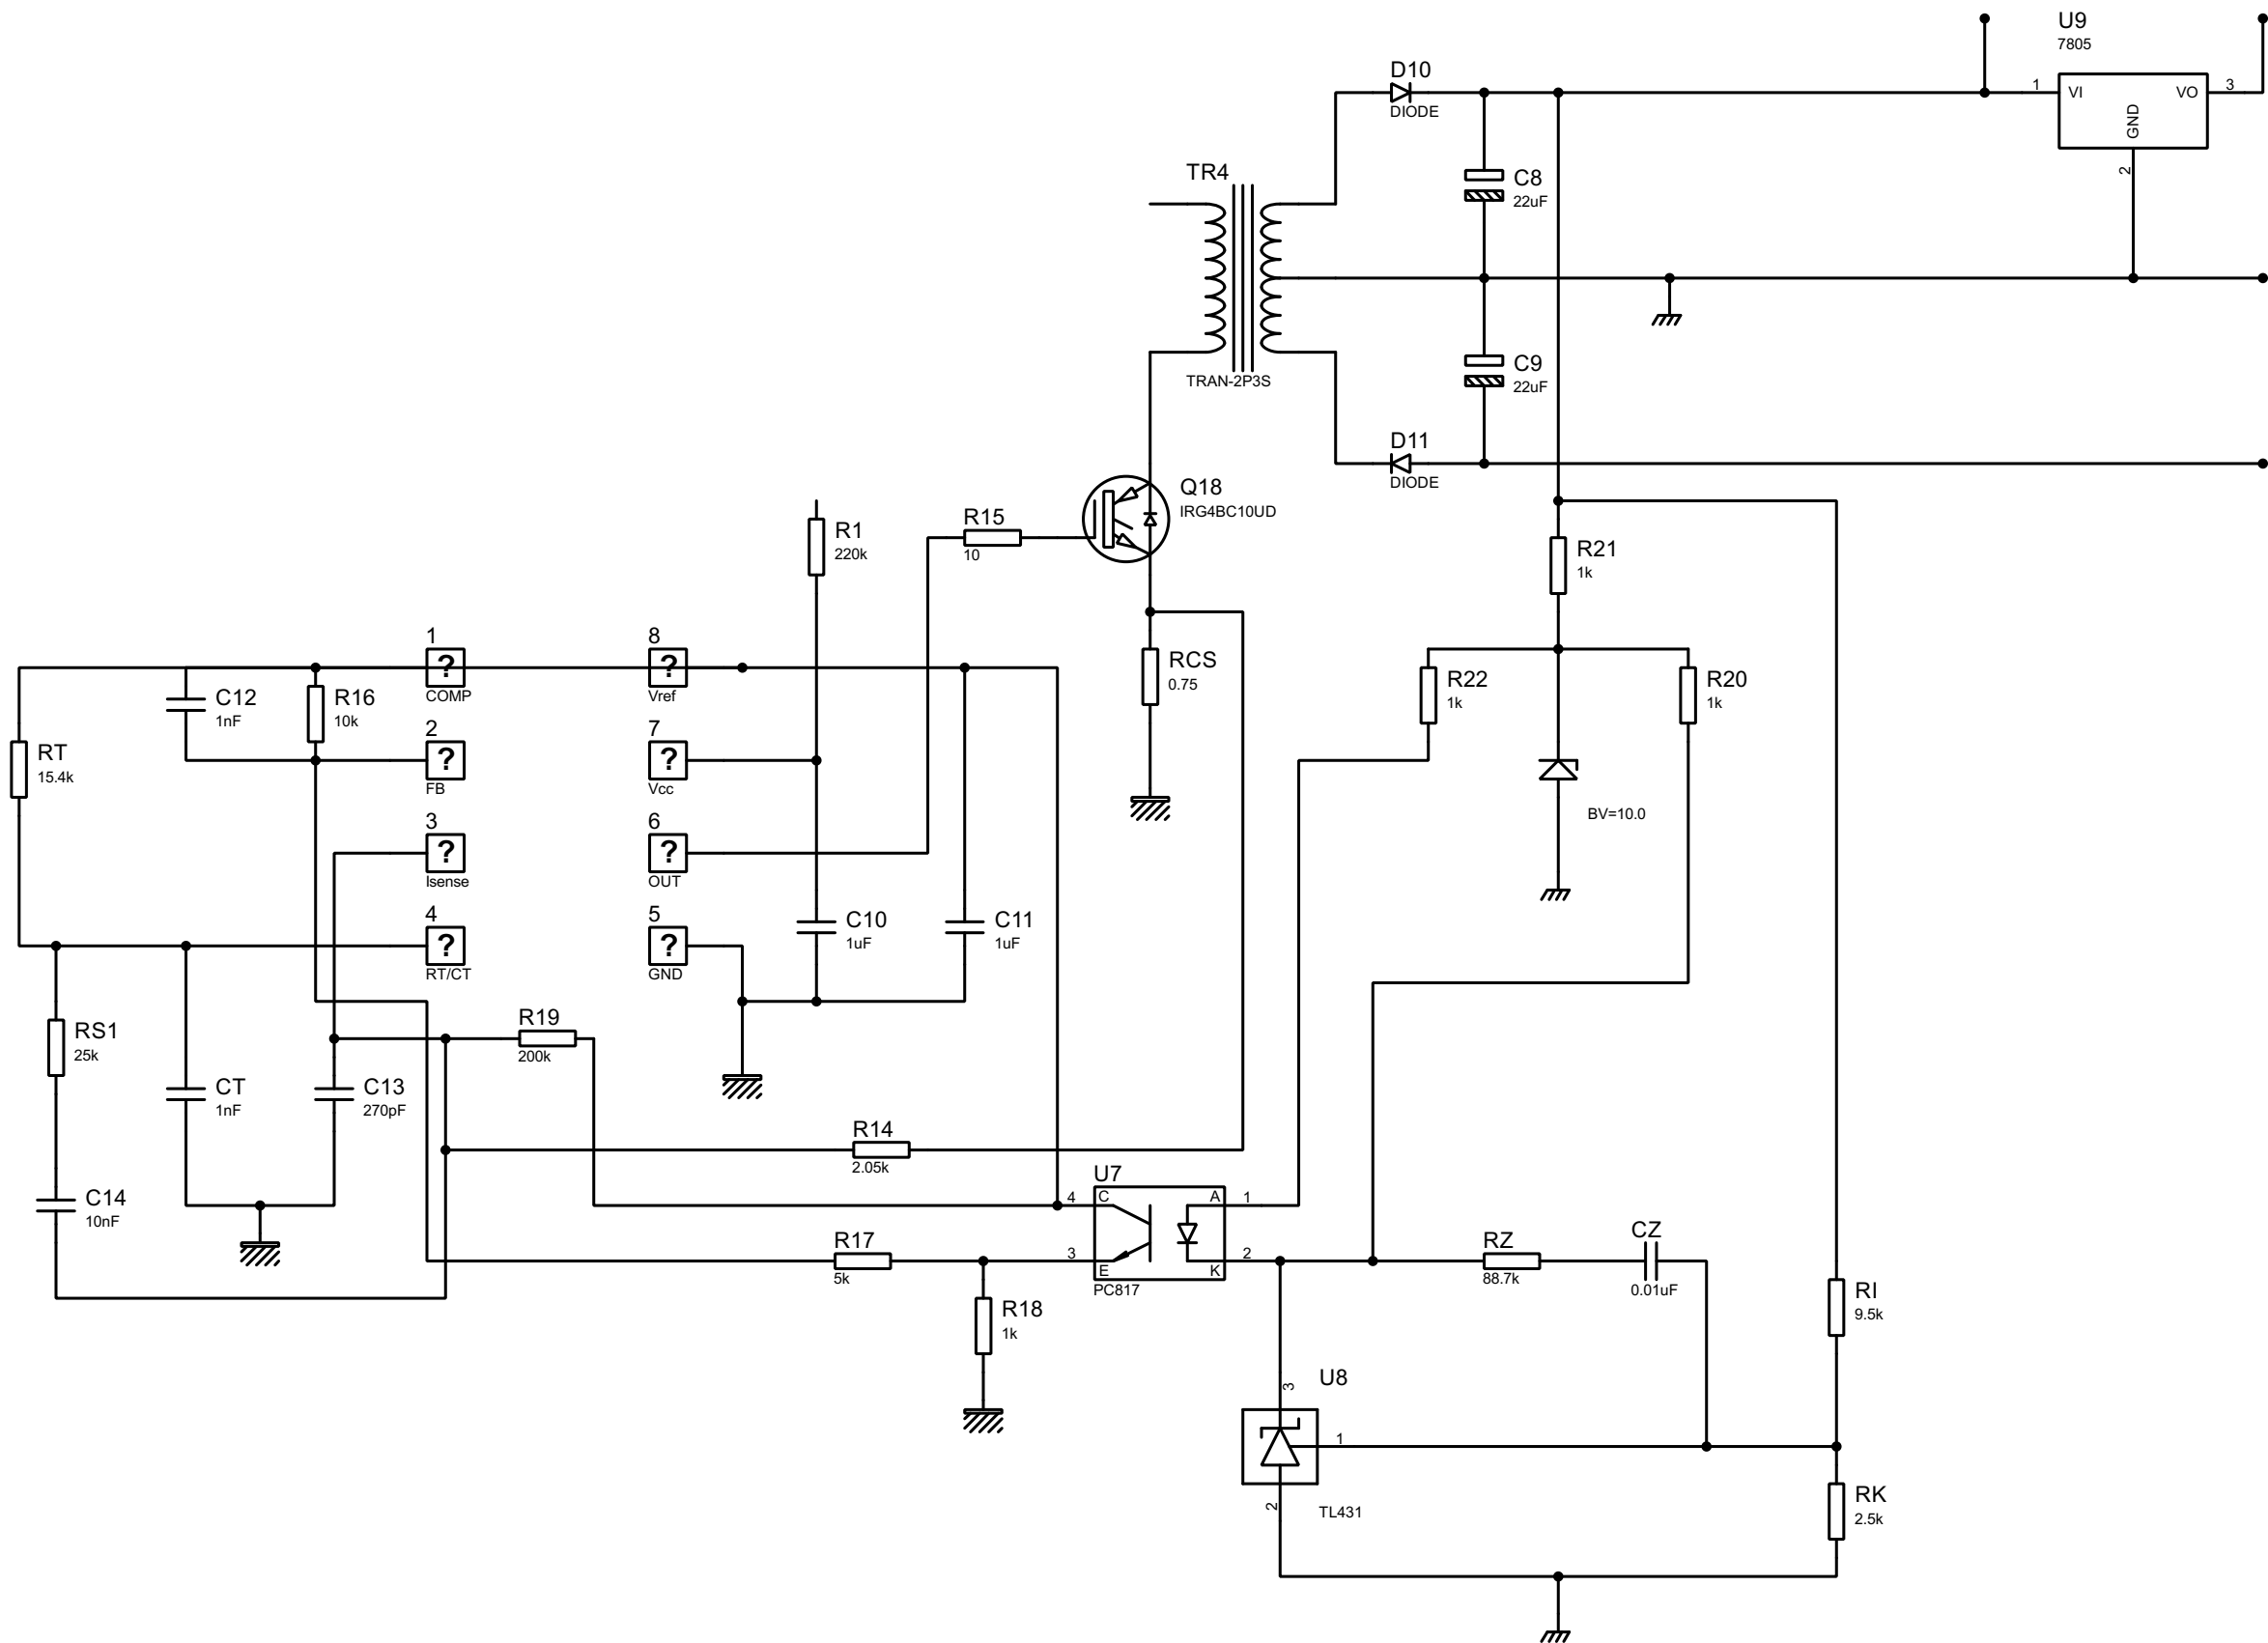 U9
7805
1
VI
VO
3
GND
2
D10
DIODE
TR4
TRAN-2P3S
C8
22uF
C9
22uF
D11
DIODE
Q18
IRG4BC10UD
R15
10
R1
220k
R21
1k
RCS
0.75
R22
1k
R20
1k
BV=10.0
1
?
COMP
8
?
Vref
C12
1nF
R16
10k
2
?
FB
7
?
Vcc
RT
15.4k
3
?
Isense
6
?
OUT
4
?
RT/CT
5
?
GND
C10
1uF
C11
1uF
RS1
25k
R19
200k
CT
1nF
C13
270pF
R14
2.05k
C14
10nF
U7
4
C
A
1
3
E
K
2
PC817
R17
5k
R18
1k
RZ
88.7k
CZ
0.01uF
RI
9.5k
U8
3
1
2
TL431
RK
2.5k